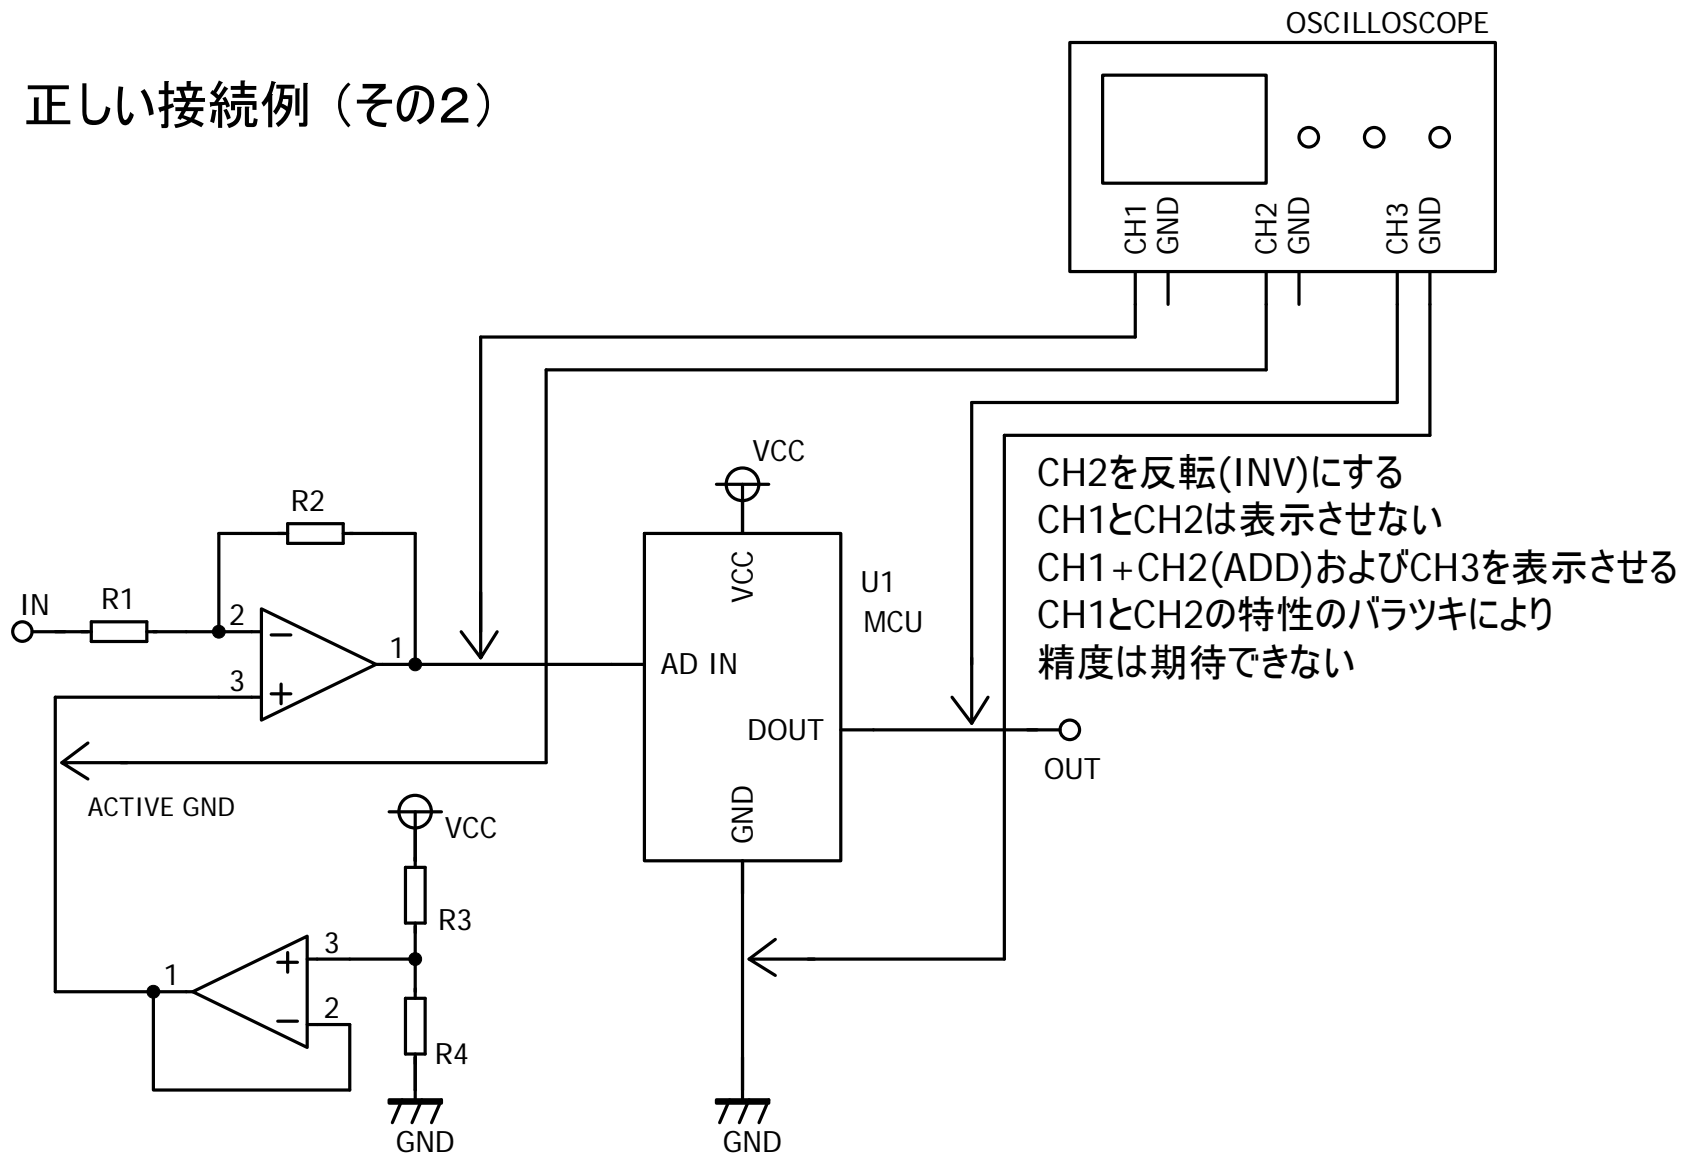 OSCILLOSCOPE
正しい接続例（その2）
CH1
GND
CH2
GND
CH3
GND
VCC
CH2を反転(INV)にする
CH1とCH2は表示させない
CH1+CH2(ADD)およびCH3を表示させる
CH1とCH2の特性のバラツキにより
精度は期待できない
R2
VCC
U1
MCU
IN
R1
2
1
3
AD IN
DOUT
OUT
GND
ACTIVE GND
VCC
R3
3
1
2
R4
GND
GND